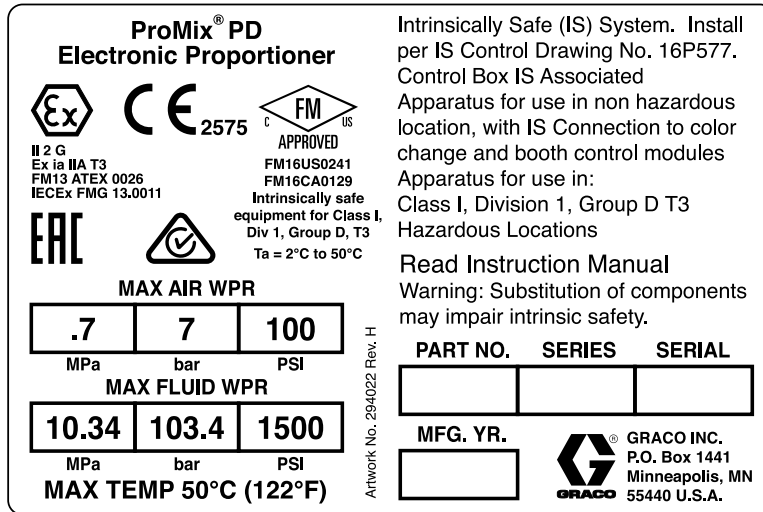 ProMix® PD
Electronic Proportioner
Ex
CE 2575
II 2 G
Ex ia IIA T3
FM13 ATEX 0026
IECEx FMG 13.0011
C FM US
APPROVED
FM16US0241
FM16CA0129
Intrinsically safe
equipment for Class I,
Div 1, Group D, T3
Ta = 2°C to 50°C
EAC
MAX AIR WPR
.7 7 100
MPa bar PSI
MAX FLUID WPR
10.34 103.4 1500
MPa bar PSI
MAX TEMP 50°C (122°F)
Artwork No. 294022 Rev. H
Intrinsically Safe (IS) System. Install
per IS Control Drawing No. 16P577.
Control Box IS Associated
Apparatus for use in non hazardous
location, with IS Connection to color
change and booth control modules
Apparatus for use in:
Class I, Division 1, Group D T3
Hazardous Locations
Read Instruction Manual
Warning: Substitution of components
may impair intrinsic safety.
PART NO. SERIES SERIAL
MFG. YR.
G®
GRACO
GRACO INC.
P.O. Box 1441
Minneapolis, MN
55440 U.S.A.